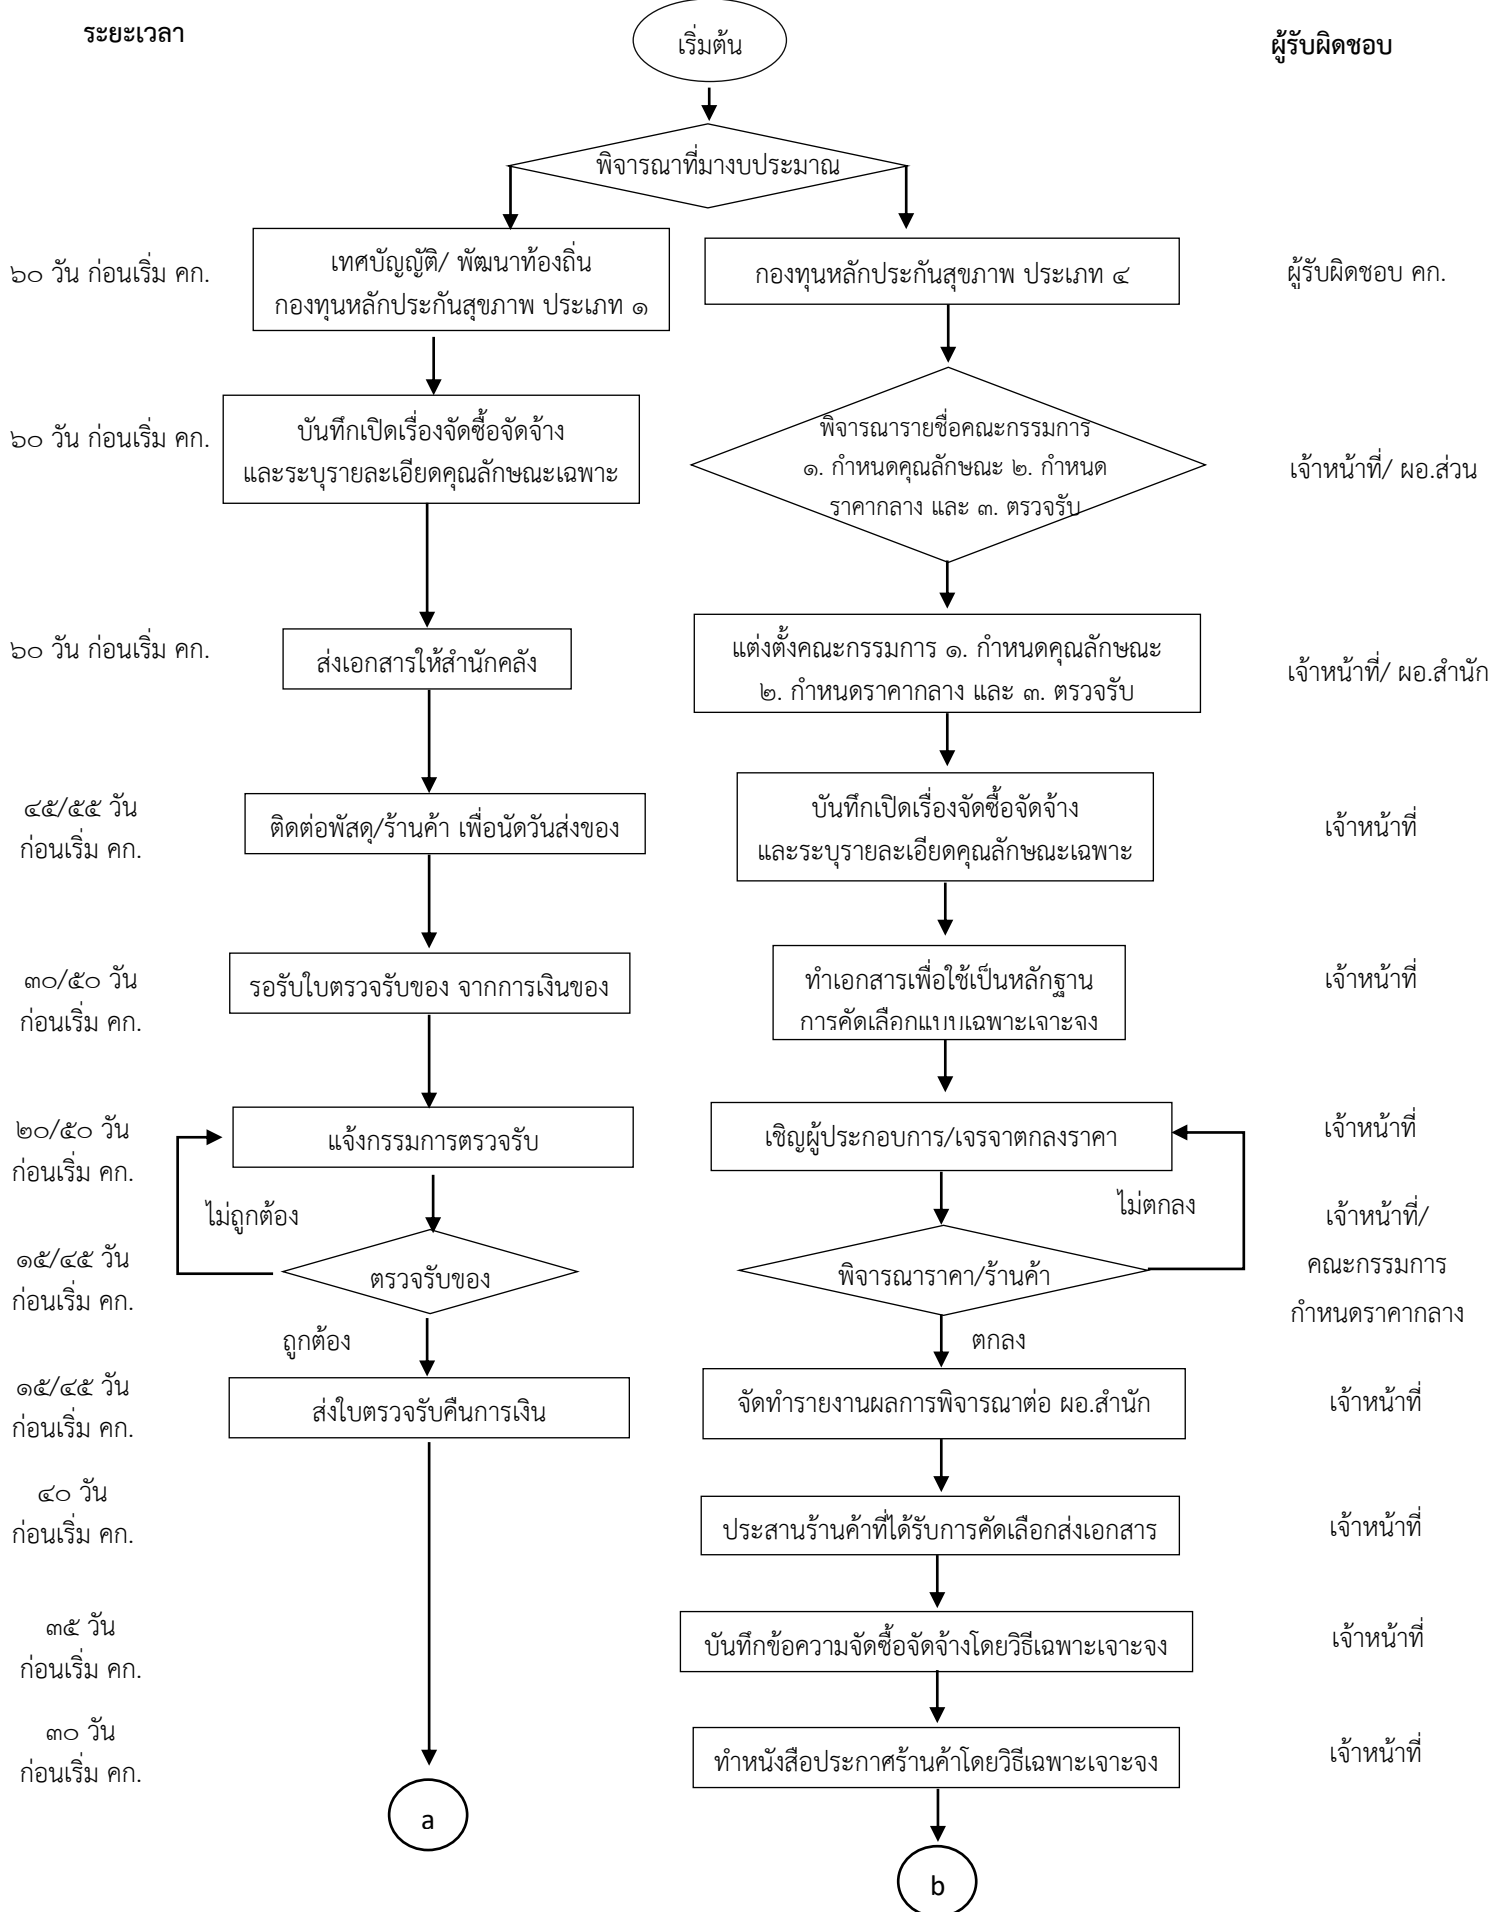 ระยะเวลา
เริ่มต้น
ผู้รับผิดชอบ
พิจารณาที่มางบประมาณ
๖๐ วัน ก่อนเริ่ม คก.
เทศบัญญัติ/ พัฒนาท้องถิ่น
กองทุนหลักประกันสุขภาพ ประเภท ๑
กองทุนหลักประกันสุขภาพ ประเภท ๔
ผู้รับผิดชอบ คก.
๖๐ วัน ก่อนเริ่ม คก.
บันทึกเปิดเรื่องจัดซื้อจัดจ้าง
และระบุรายละเอียดคุณลักษณะเฉพาะ
พิจารณารายชื่อคณะกรรมการ
๑. กำหนดคุณลักษณะ ๒. กำหนด
ราคากลาง และ ๓. ตรวจรับ
เจ้าหน้าที่/ ผอ.ส่วน
๖๐ วัน ก่อนเริ่ม คก.
ส่งเอกสารให้สำนักคลัง
แต่งตั้งคณะกรรมการ ๑. กำหนดคุณลักษณะ
๒. กำหนดราคากลาง และ ๓. ตรวจรับ
เจ้าหน้าที่/ ผอ.สำนัก
๔๕/๕๕ วัน
ก่อนเริ่ม คก.
ติดต่อพัสดุ/ร้านค้า เพื่อนัดวันส่งของ
บันทึกเปิดเรื่องจัดซื้อจัดจ้าง
และระบุรายละเอียดคุณลักษณะเฉพาะ
เจ้าหน้าที่
๓๐/๕๐ วัน
ก่อนเริ่ม คก.
รอรับใบตรวจรับของ จากการเงินของ
ทำเอกสารเพื่อใช้เป็นหลักฐาน
การคัดเลือกแบบเฉพาะเจาะจง
เจ้าหน้าที่
๒๐/๕๐ วัน
ก่อนเริ่ม คก.
แจ้งกรรมการตรวจรับ
เชิญผู้ประกอบการ/เจรจาตกลงราคา
เจ้าหน้าที่
ไม่ถูกต้อง
ไม่ตกลง
๑๕/๔๕ วัน
ก่อนเริ่ม คก.
ตรวจรับของ
พิจารณาราคา/ร้านค้า
เจ้าหน้าที่/
คณะกรรมการ
กำหนดราคากลาง
ถูกต้อง
ตกลง
๑๕/๔๕ วัน
ก่อนเริ่ม คก.
ส่งใบตรวจรับคืนการเงิน
จัดทำรายงานผลการพิจารณาต่อ ผอ.สำนัก
เจ้าหน้าที่
๔๐ วัน
ก่อนเริ่ม คก.
ประสานร้านค้าที่ได้รับการคัดเลือกส่งเอกสาร
เจ้าหน้าที่
๓๕ วัน
ก่อนเริ่ม คก.
บันทึกข้อความจัดซื้อจัดจ้างโดยวิธีเฉพาะเจาะจง
เจ้าหน้าที่
๓๐ วัน
ก่อนเริ่ม คก.
ทำหนังสือประกาศร้านค้าโดยวิธีเฉพาะเจาะจง
เจ้าหน้าที่
a
b